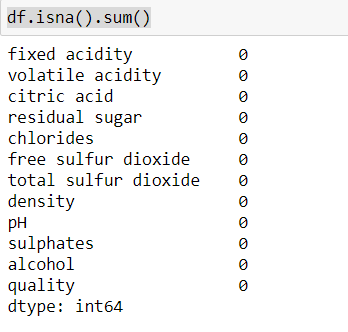 df.isna().sum()
fixed acidity 0
volatile acidity 0
citric acid 0
residual sugar 0
chlorides 0
free sulfur dioxide 0
total sulfur dioxide 0
density 0
pH 0
sulphates 0
alcohol 0
quality 0
dtype: int64